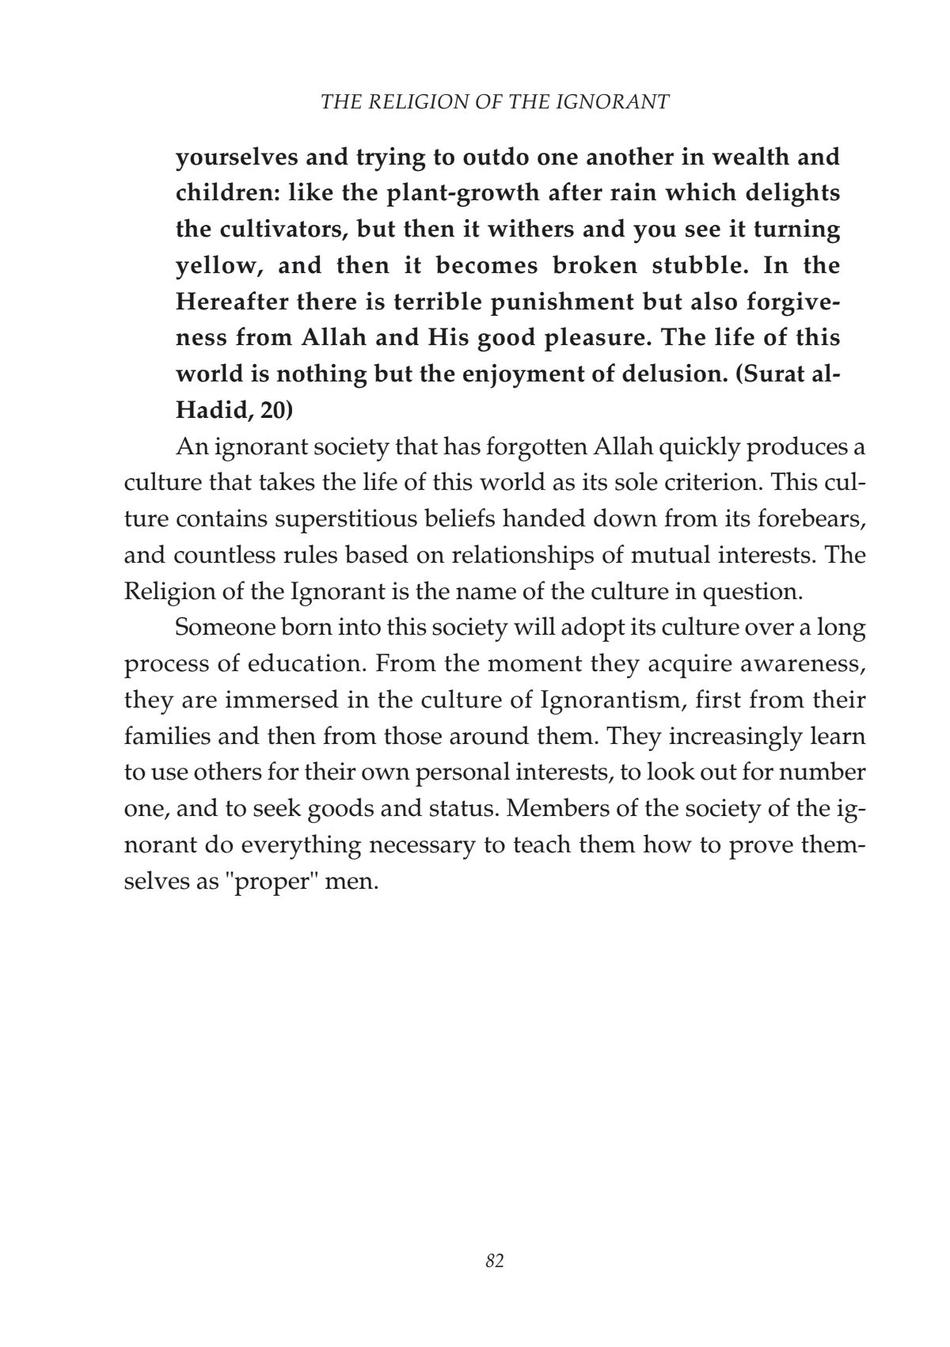 THE RELIGION OF THE IGNORANT
yourselves and trying to outdo one another in wealth and
children: like the plant-growth after rain which delights
the cultivators, but then it withers and you see it turning
yellow, and then it becomes broken stubble. In the
Hereafter there is terrible punishment but also forgive-
ness from Allah and His good pleasure. The life of this
world is nothing but the enjoyment of delusion. (Surat al-
Hadid, 20)
An ignorant society that has forgotten Allah quickly produces a
culture that takes the life of this world as its sole criterion. This cul-
ture contains superstitious beliefs handed down from its forebears,
and countless rules based on relationships of mutual interests. The
Religion of the Ignorant is the name of the culture in question.
Someone born into this society will adopt its culture over a long
process of education. From the moment they acquire awareness,
they are immersed in the culture of Ignorantism, first from their
families and then from those around them. They increasingly learn
to use others for their own personal interests, to look out for number
one, and to seek goods and status. Members of the society of the ig-
norant do everything necessary to teach them how to prove them-
selves as "proper" men.
82